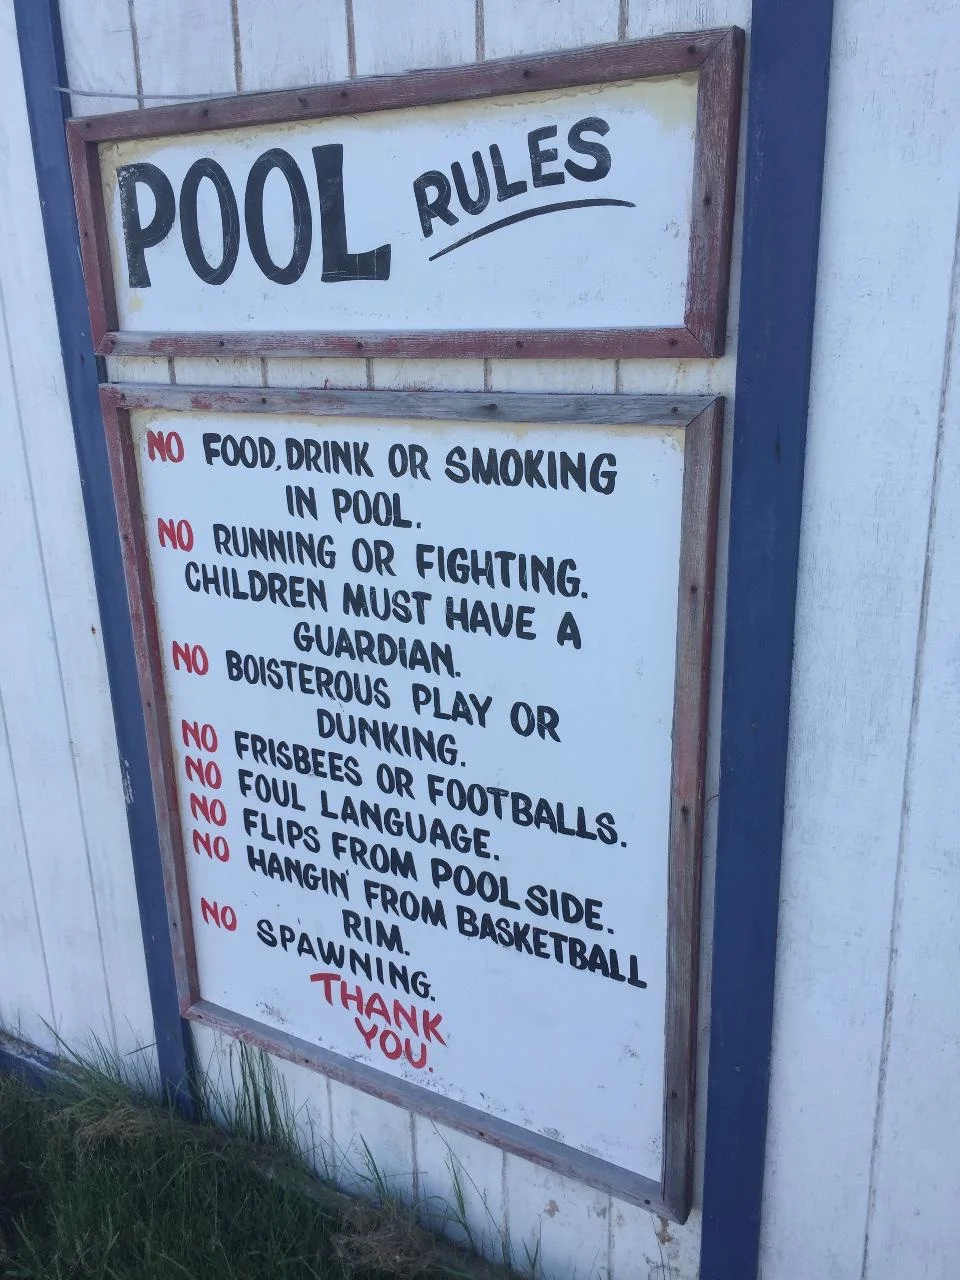 POOL RULES
NO FOOD, DRINK OR SMOKING
IN POOL.
NO RUNNING OR FIGHTING.
CHILDREN MUST HAVE A
GUARDIAN.
NO BOISTEROUS PLAY OR
DUNKING.
NO FRISBEES OR FOOTBALLS.
NO FOUL LANGUAGE.
NO FLIPS FROM POOL SIDE.
NO HANGIN' FROM BASKETBALL
RIM.
NO SPAWNING.
THANK
YOU.